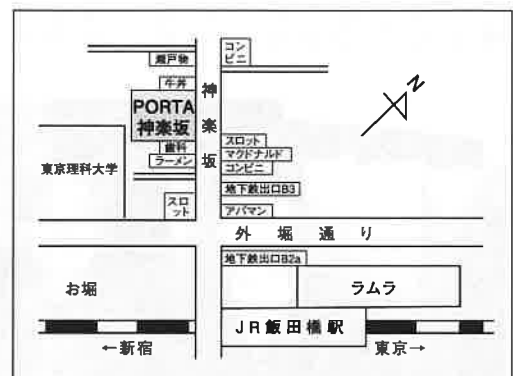 コン
ビニ
瀬戸物
牛丼
神楽坂
N
PORTA
神楽坂
歯科
ラーメン
東京理科大学
スロット
マクドナルド
コンビニ
地下鉄出口B3
スロ
ット
アパマン
外堀通り
地下鉄出口B2a
お堀
ラムラ
JR飯田橋駅
←新宿
東京→